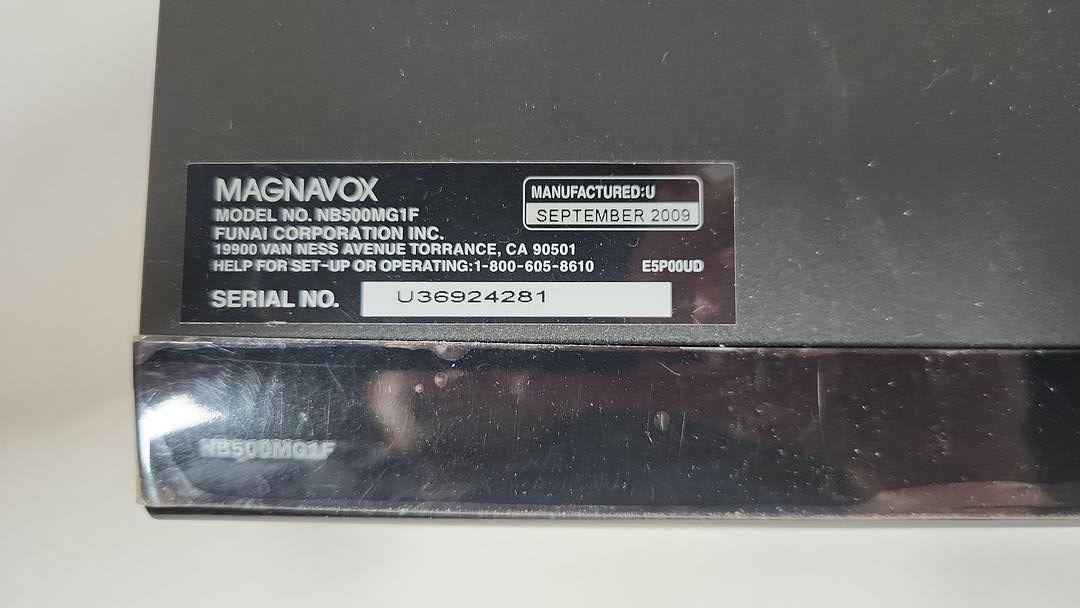 MAGNAVOX
MANUFACTURED:U
SEPTEMBER 2009
MODEL NO. NB500MG1F
FUNAI CORPORATION INC.
19900 VAN NESS AVENUE TORRANCE, CA 90501
HELP FOR SET-UP OR OPERATING:1-800-605-8610
E5P00UD
SERIAL NO.
U36924281
NB500MG1F